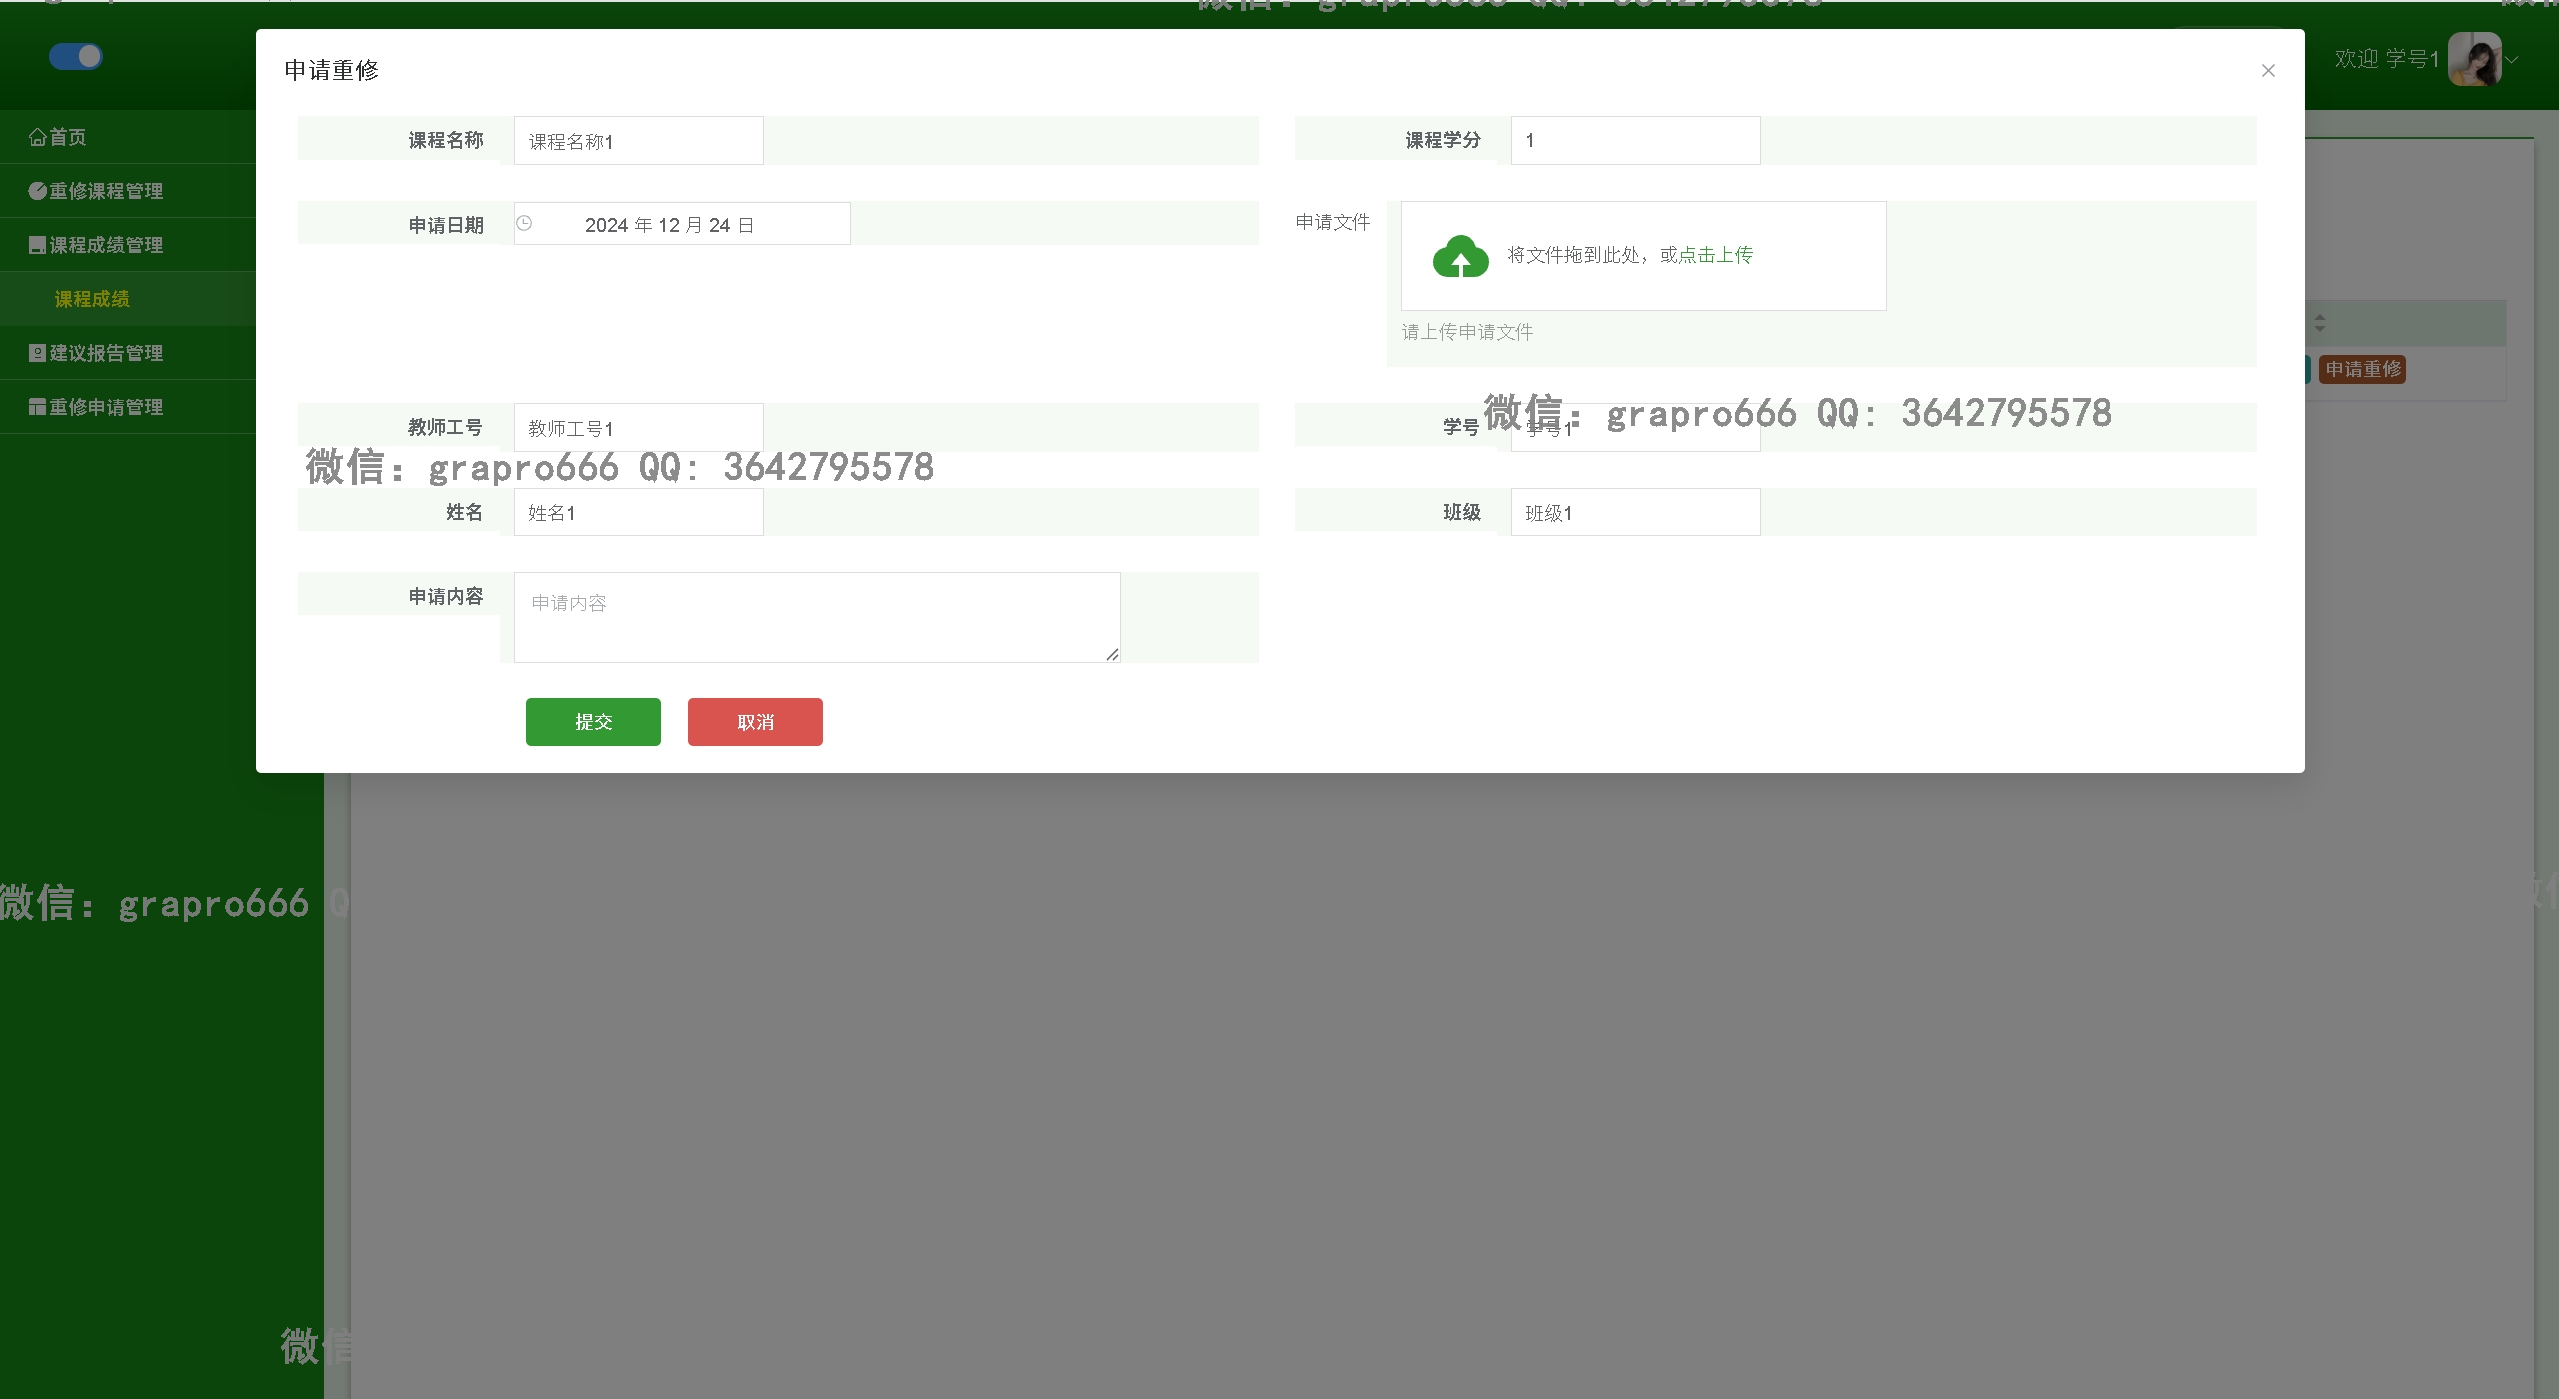 微信: grapro666 QQ: 3642795578
欢迎 学号1
申请重修
首页
重修课程管理
课程成绩管理
课程成绩
建议报告管理
重修申请管理
课程名称 课程名称1
课程学分 1
申请日期 2024 年 12 月 24 日
申请文件 将文件拖到此处，或点击上传
请上传申请文件
申请重修
教师工号 教师工号1
学号 学号1
微信: grapro666 QQ: 3642795578
微信: grapro666 QQ: 3642795578
姓名 姓名1
班级 班级1
申请内容 申请内容
提交 取消
微信: grapro666 Q
微信